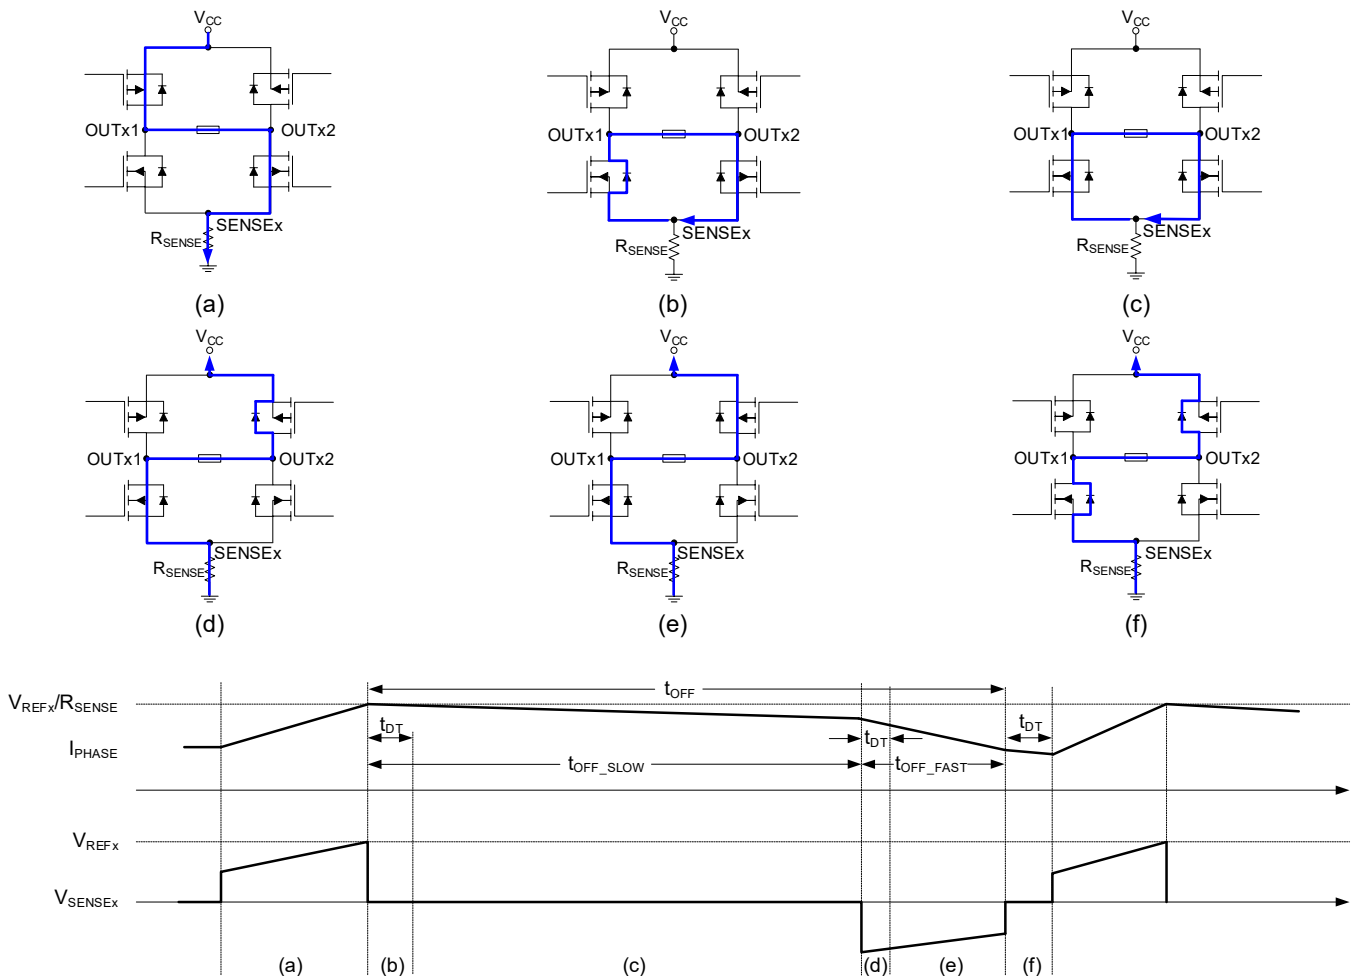 VCC
VCC
VCC
OUTx1
OUTx2
OUTx1
OUTx2
OUTx1
OUTx2
SENSEx
SENSEx
SENSEx
RSENSE
RSENSE
RSENSE
(a)
(b)
(c)
VCC
VCC
VCC
OUTx1
OUTx2
OUTx1
OUTx2
OUTx1
OUTx2
SENSEx
SENSEx
SENSEx
RSENSE
RSENSE
RSENSE
(d)
(e)
(f)
tOFF
VREFx/RSENSE
tDT
tDT
tDT
IPHASE
tOFF_SLOW
tOFF_FAST
VREFx
VSENSEx
(a)
(b)
(c)
(d)
(e)
(f)